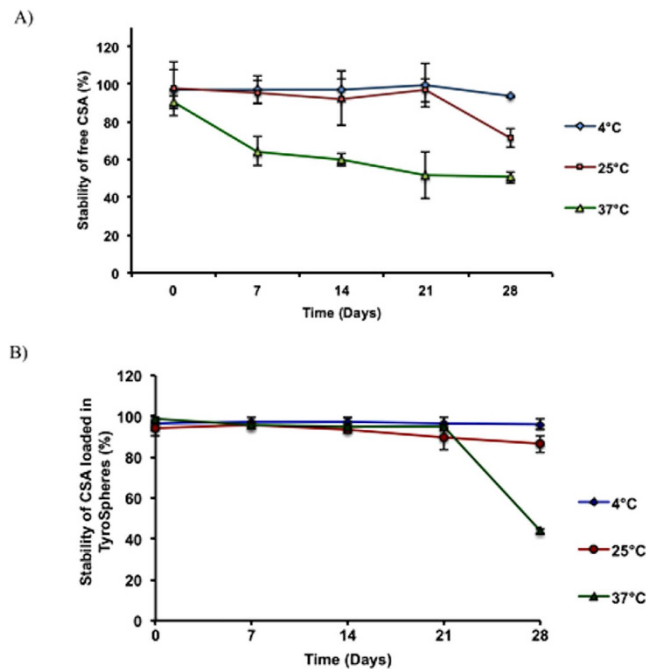 A)
120
100
80
60
40
20
0
Stability of free CSA (%)
0 7 14 21 28
Time (Days)
4°C
25°C
37°C
B)
120
100
80
60
40
20
0
Stability of CSA loaded in
TyroSpheres (%)
0 7 14 21 28
Time (Days)
4°C
25°C
37°C